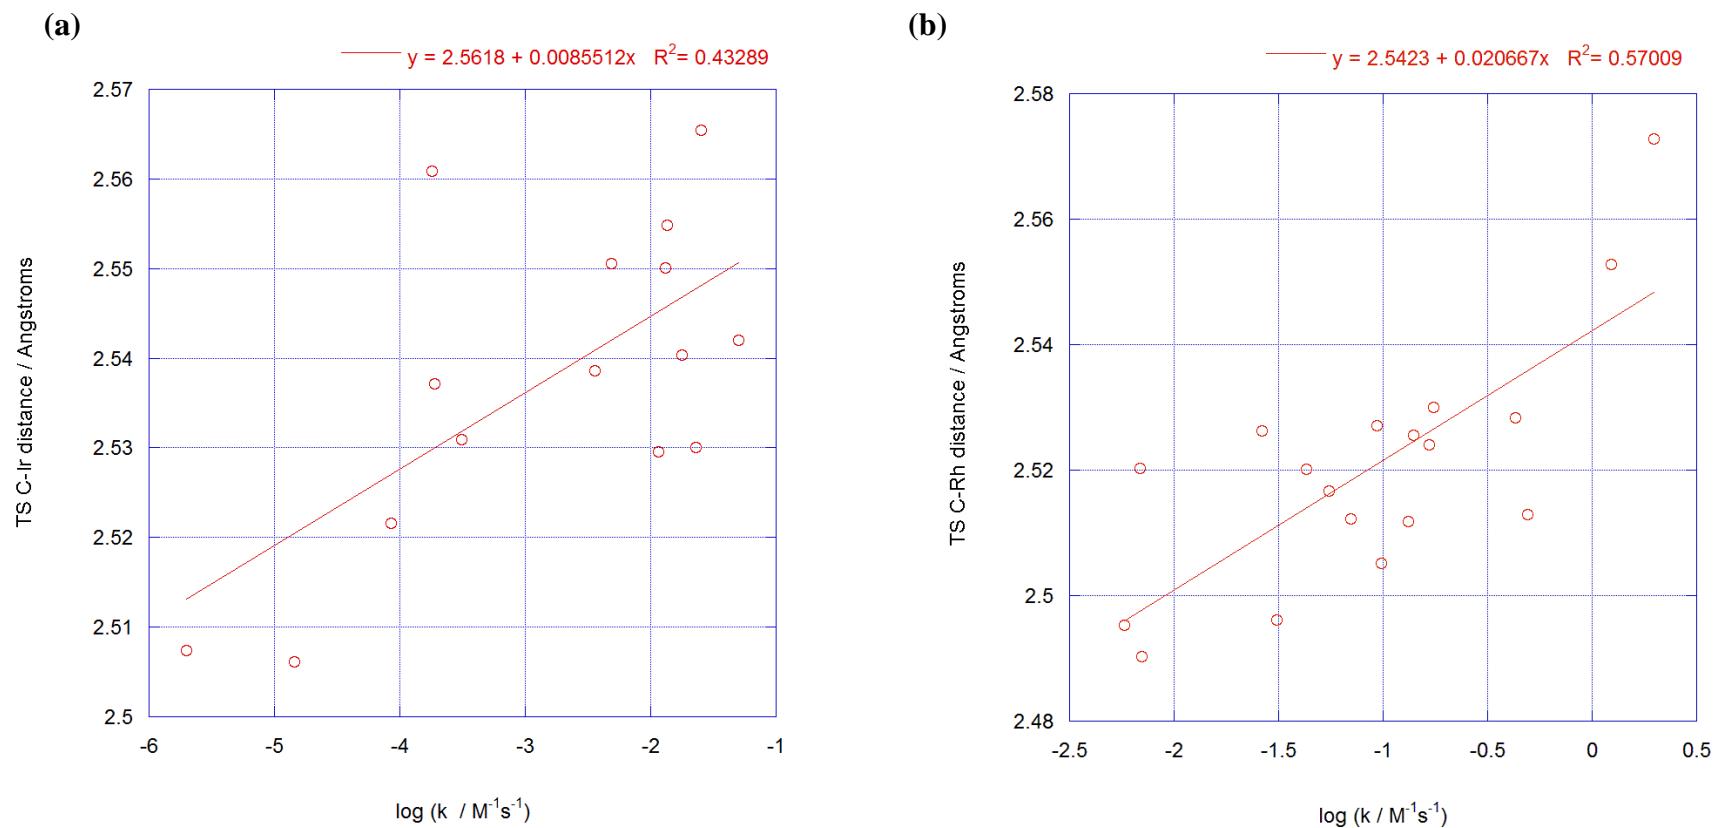 (a)
y = 2.5618 + 0.0085512x R²= 0.43289
2.57
2.56
2.55
2.54
2.53
2.52
2.51
2.5
-6 -5 -4 -3 -2 -1
TS C-Ir distance / Angstroms
log (k / M⁻¹s⁻¹)
(b)
y = 2.5423 + 0.020667x R²= 0.57009
2.58
2.56
2.54
2.52
2.5
2.48
-2.5 -2 -1.5 -1 -0.5 0 0.5
TS C-Rh distance / Angstroms
log (k / M⁻¹s⁻¹)